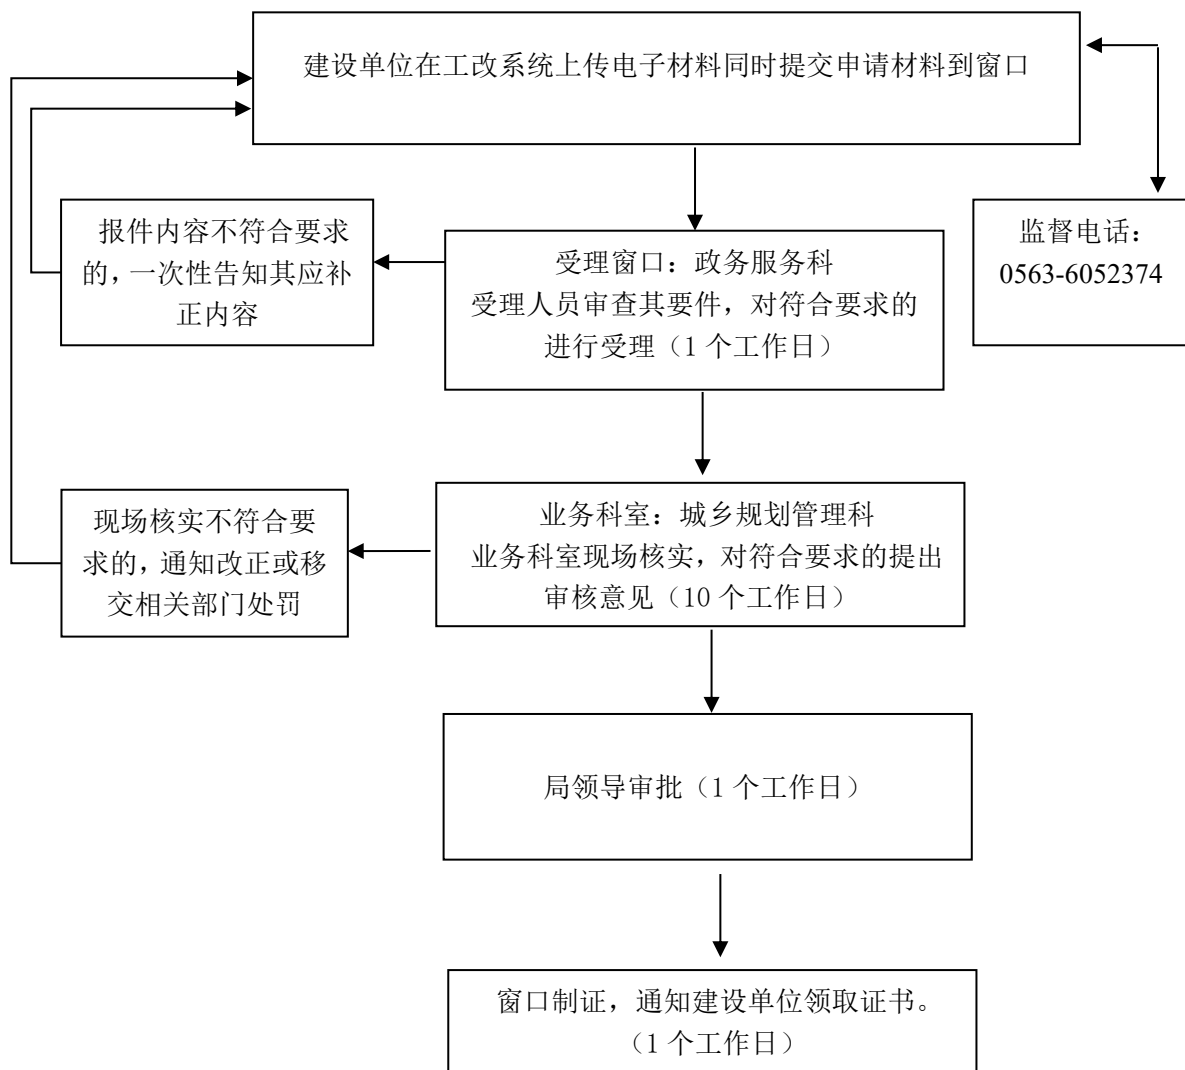 建设单位在工改系统上传电子材料同时提交申请材料到窗口
报件内容不符合要求
的，一次性告知其应补
正内容
受理窗口：政务服务科
受理人员审查其要件，对符合要求的
进行受理（1 个工作日）
监督电话：
0563-6052374
现场核实不符合要
求的，通知改正或移
交相关部门处罚
业务科室：城乡规划管理科
业务科室现场核实，对符合要求的提出
审核意见（10 个工作日）
局领导审批（1 个工作日）
窗口制证，通知建设单位领取证书。
（1 个工作日）